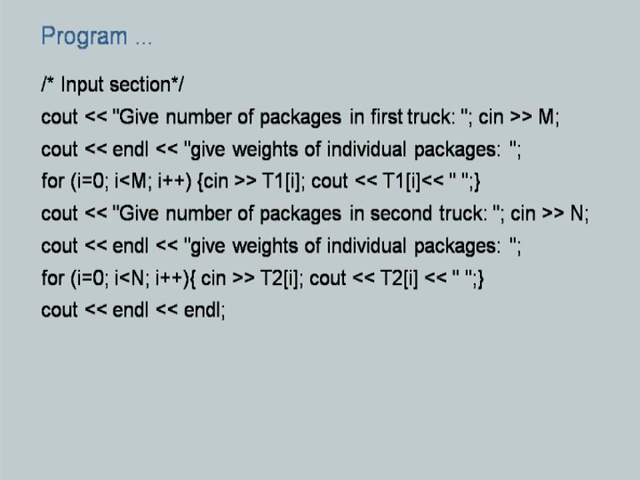 Program ...
/* Input section*/
cout << "Give number of packages in first truck: "; cin >> M;
cout << endl << "give weights of individual packages: ";
for (i=0; i<M; i++) {cin >> T1[i]; cout << T1[i]<< " ";}
cout << "Give number of packages in second truck: "; cin >> N;
cout << endl << "give weights of individual packages: ";
for (i=0; i<N; i++){ cin >> T2[i]; cout << T2[i] << " ";}
cout << endl << endl;